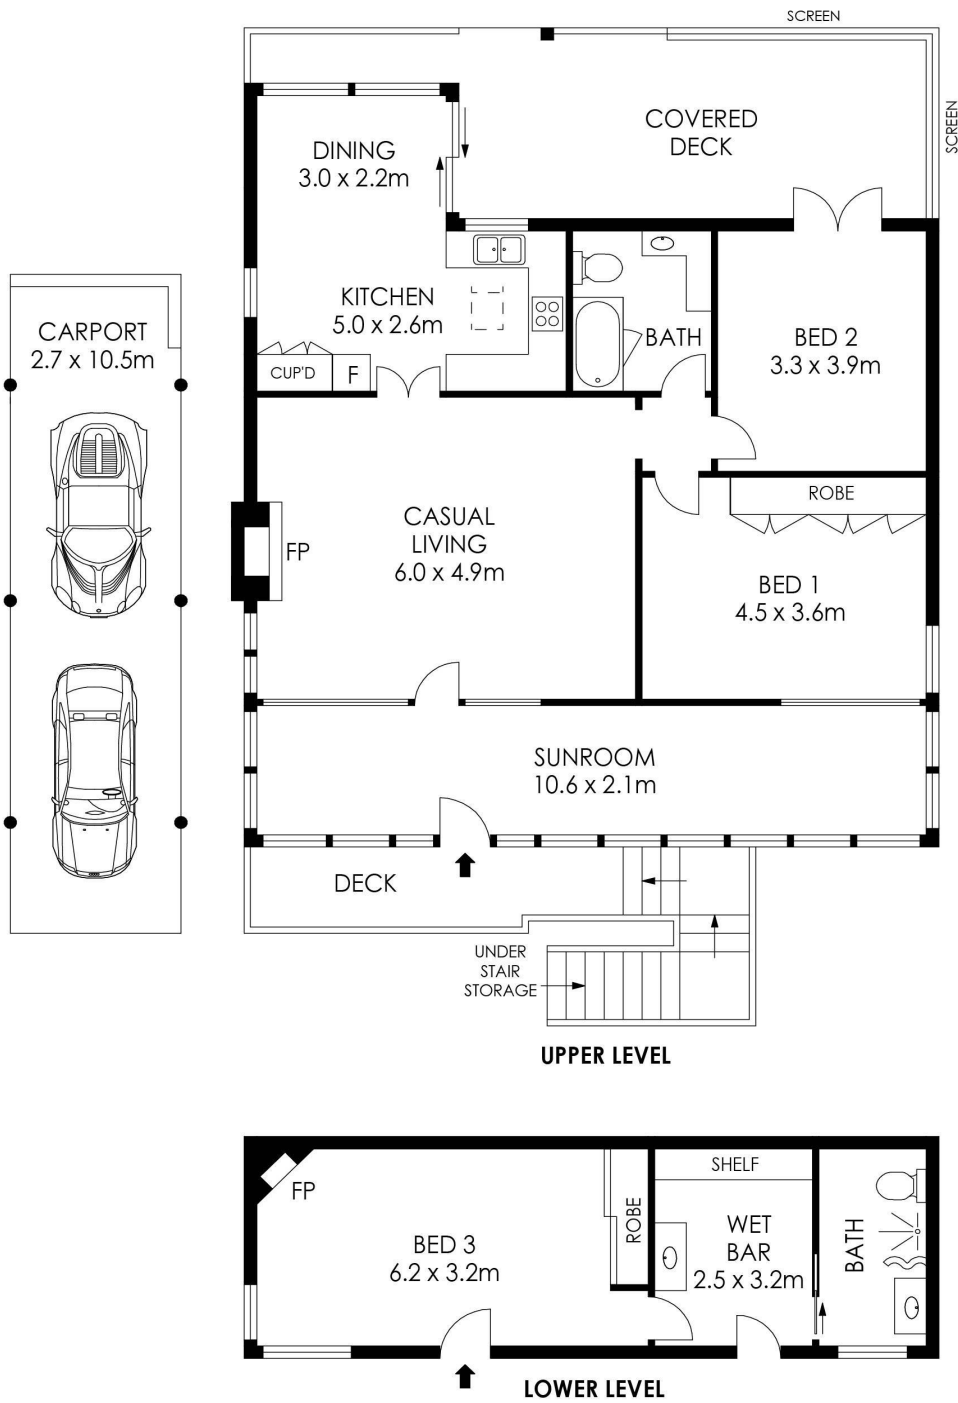 SCREEN
SCREEN
COVERED
DECK
DINING
3.0 x 2.2m
KITCHEN
5.0 x 2.6m
CUP'D
F
BATH
BED 2
3.3 x 3.9m
CARPORT
2.7 x 10.5m
ROBE
CASUAL
LIVING
6.0 x 4.9m
FP
BED 1
4.5 x 3.6m
SUNROOM
10.6 x 2.1m
DECK
UNDER
STAIR
STORAGE
UPPER LEVEL
FP
BED 3
6.2 x 3.2m
ROBE
SHELF
WET
BAR
2.5 x 3.2m
BATH
LOWER LEVEL